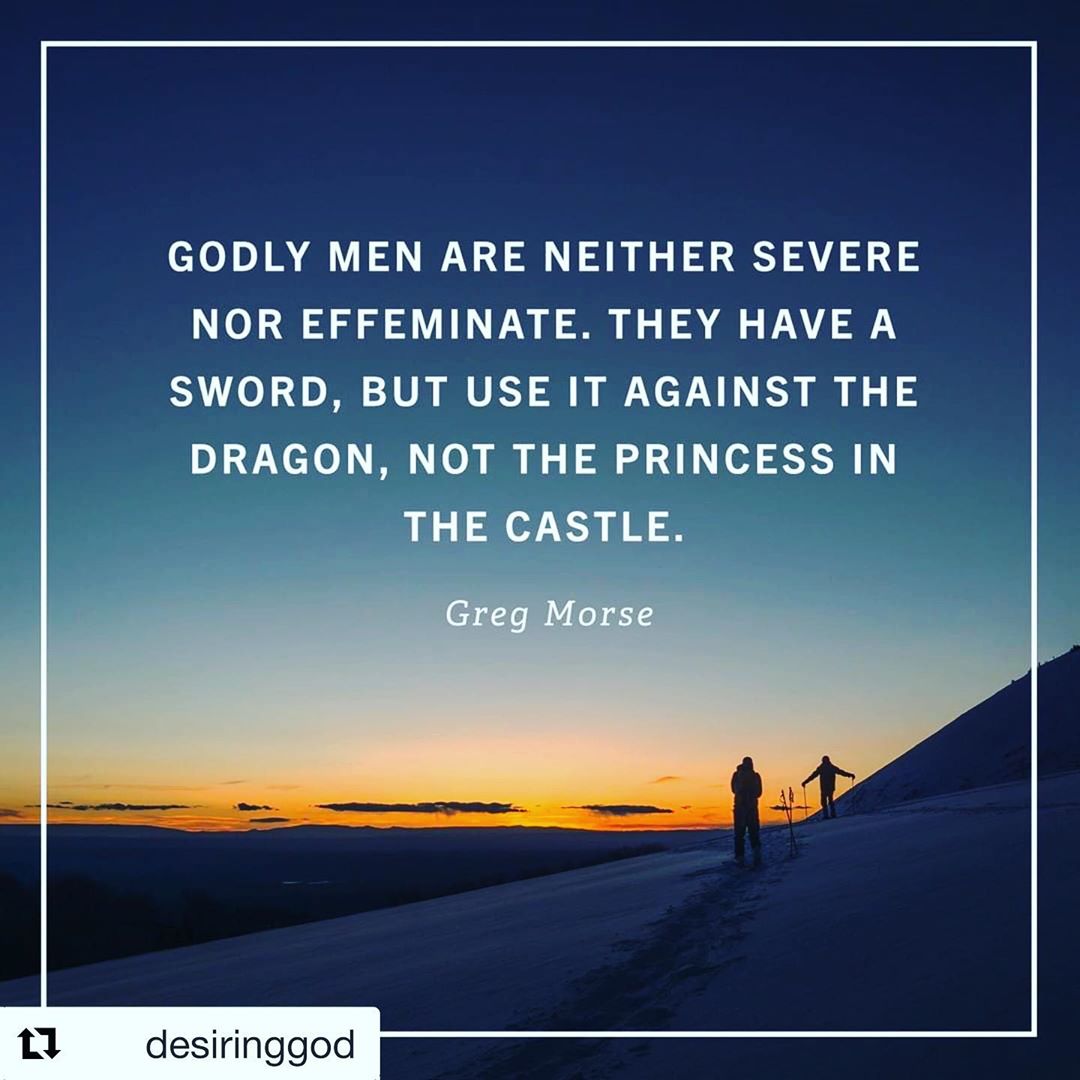 GODLY MEN ARE NEITHER SEVERE
NOR EFFEMINATE. THEY HAVE A
SWORD, BUT USE IT AGAINST THE
DRAGON, NOT THE PRINCESS IN
THE CASTLE.
Greg Morse
desiringgod